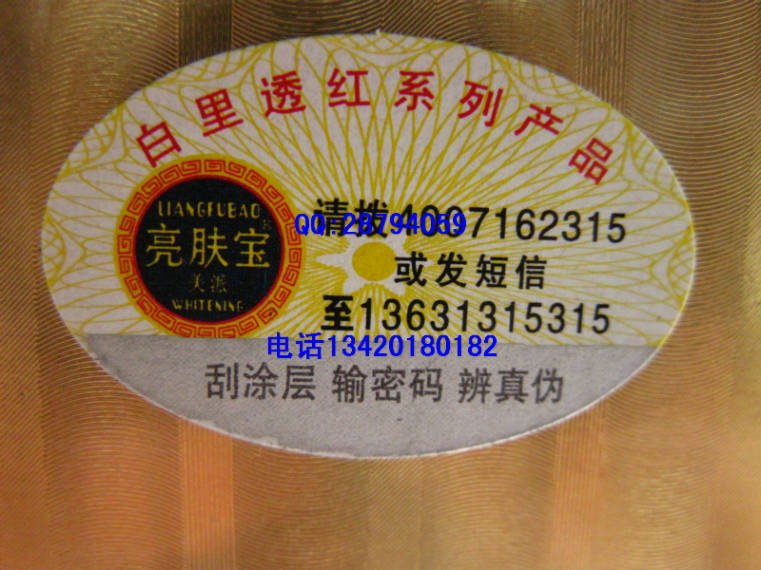 白里透红系列产品
LIANGFUBAO
®
亮肤宝
美派
WHITENING
请拨4007162315
QQ:28794059
或发短信
至13631315315
电话13420180182
刮涂层 输密码 辨真伪